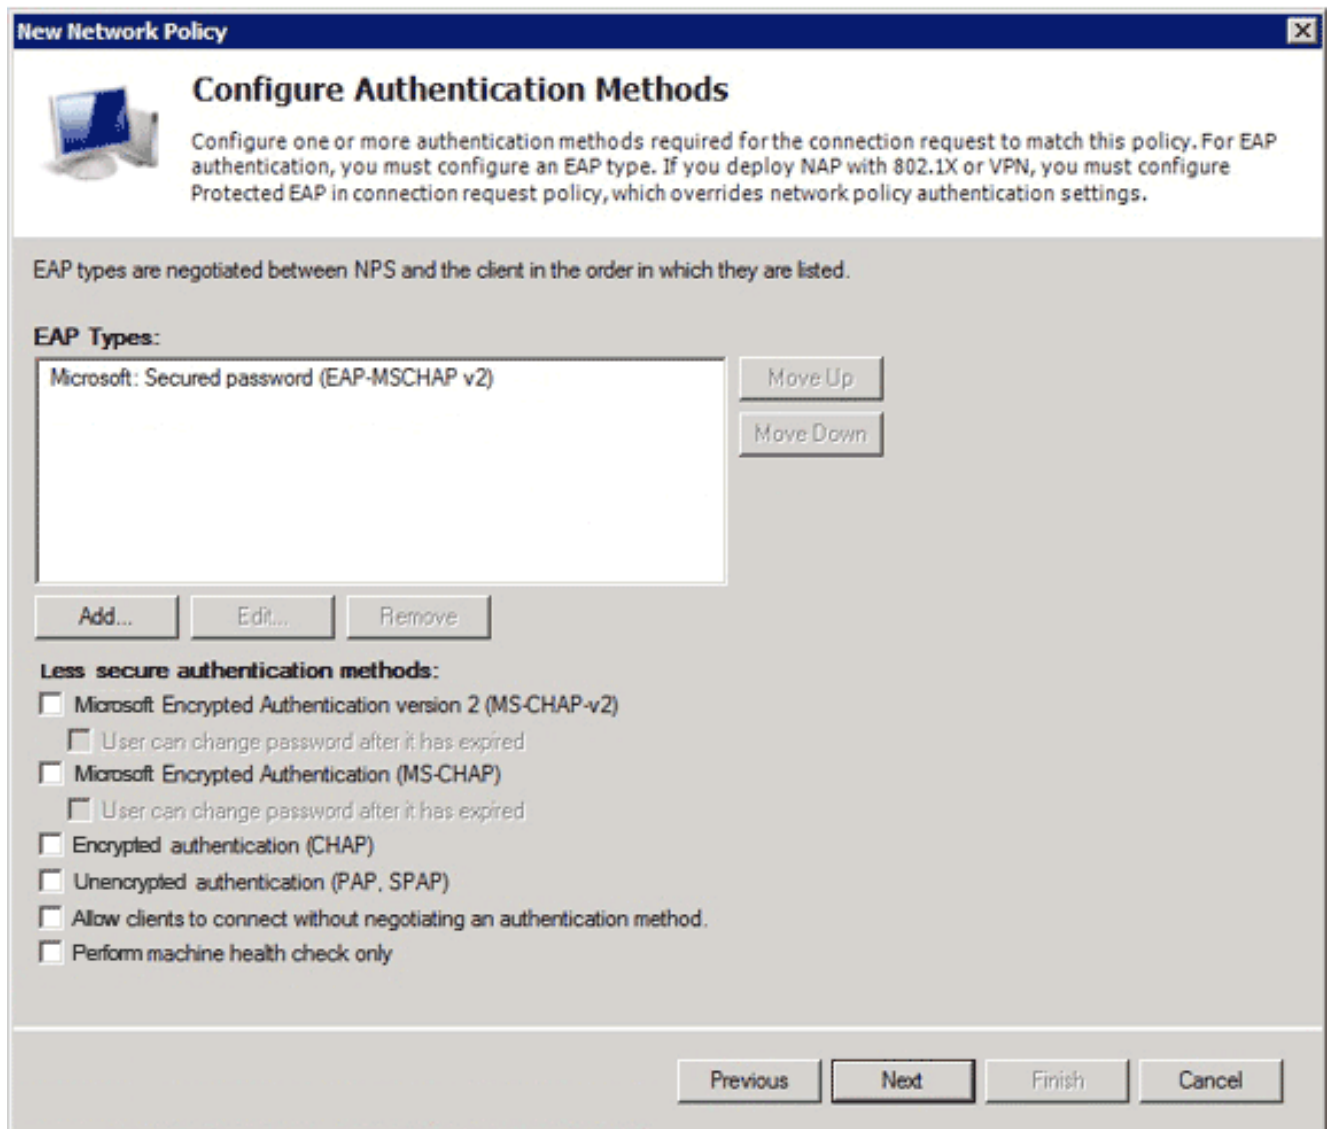 New Network Policy
Configure Authentication Methods
Configure one or more authentication methods required for the connection request to match this policy. For EAP
authentication, you must configure an EAP type. If you deploy NAP with 802.1X or VPN, you must configure
Protected EAP in connection request policy, which overrides network policy authentication settings.
EAP types are negotiated between NPS and the client in the order in which they are listed.
EAP Types:
Microsoft: Secured password (EAP-MSCHAP v2)
Move Up
Move Down
Add...
Edit...
Remove
Less secure authentication methods:
Microsoft Encrypted Authentication version 2 (MS-CHAP-v2)
User can change password after it has expired
Microsoft Encrypted Authentication (MS-CHAP)
User can change password after it has expired
Encrypted authentication (CHAP)
Unencrypted authentication (PAP, SPAP)
Allow clients to connect without negotiating an authentication method.
Perform machine health check only
Previous
Next
Finish
Cancel